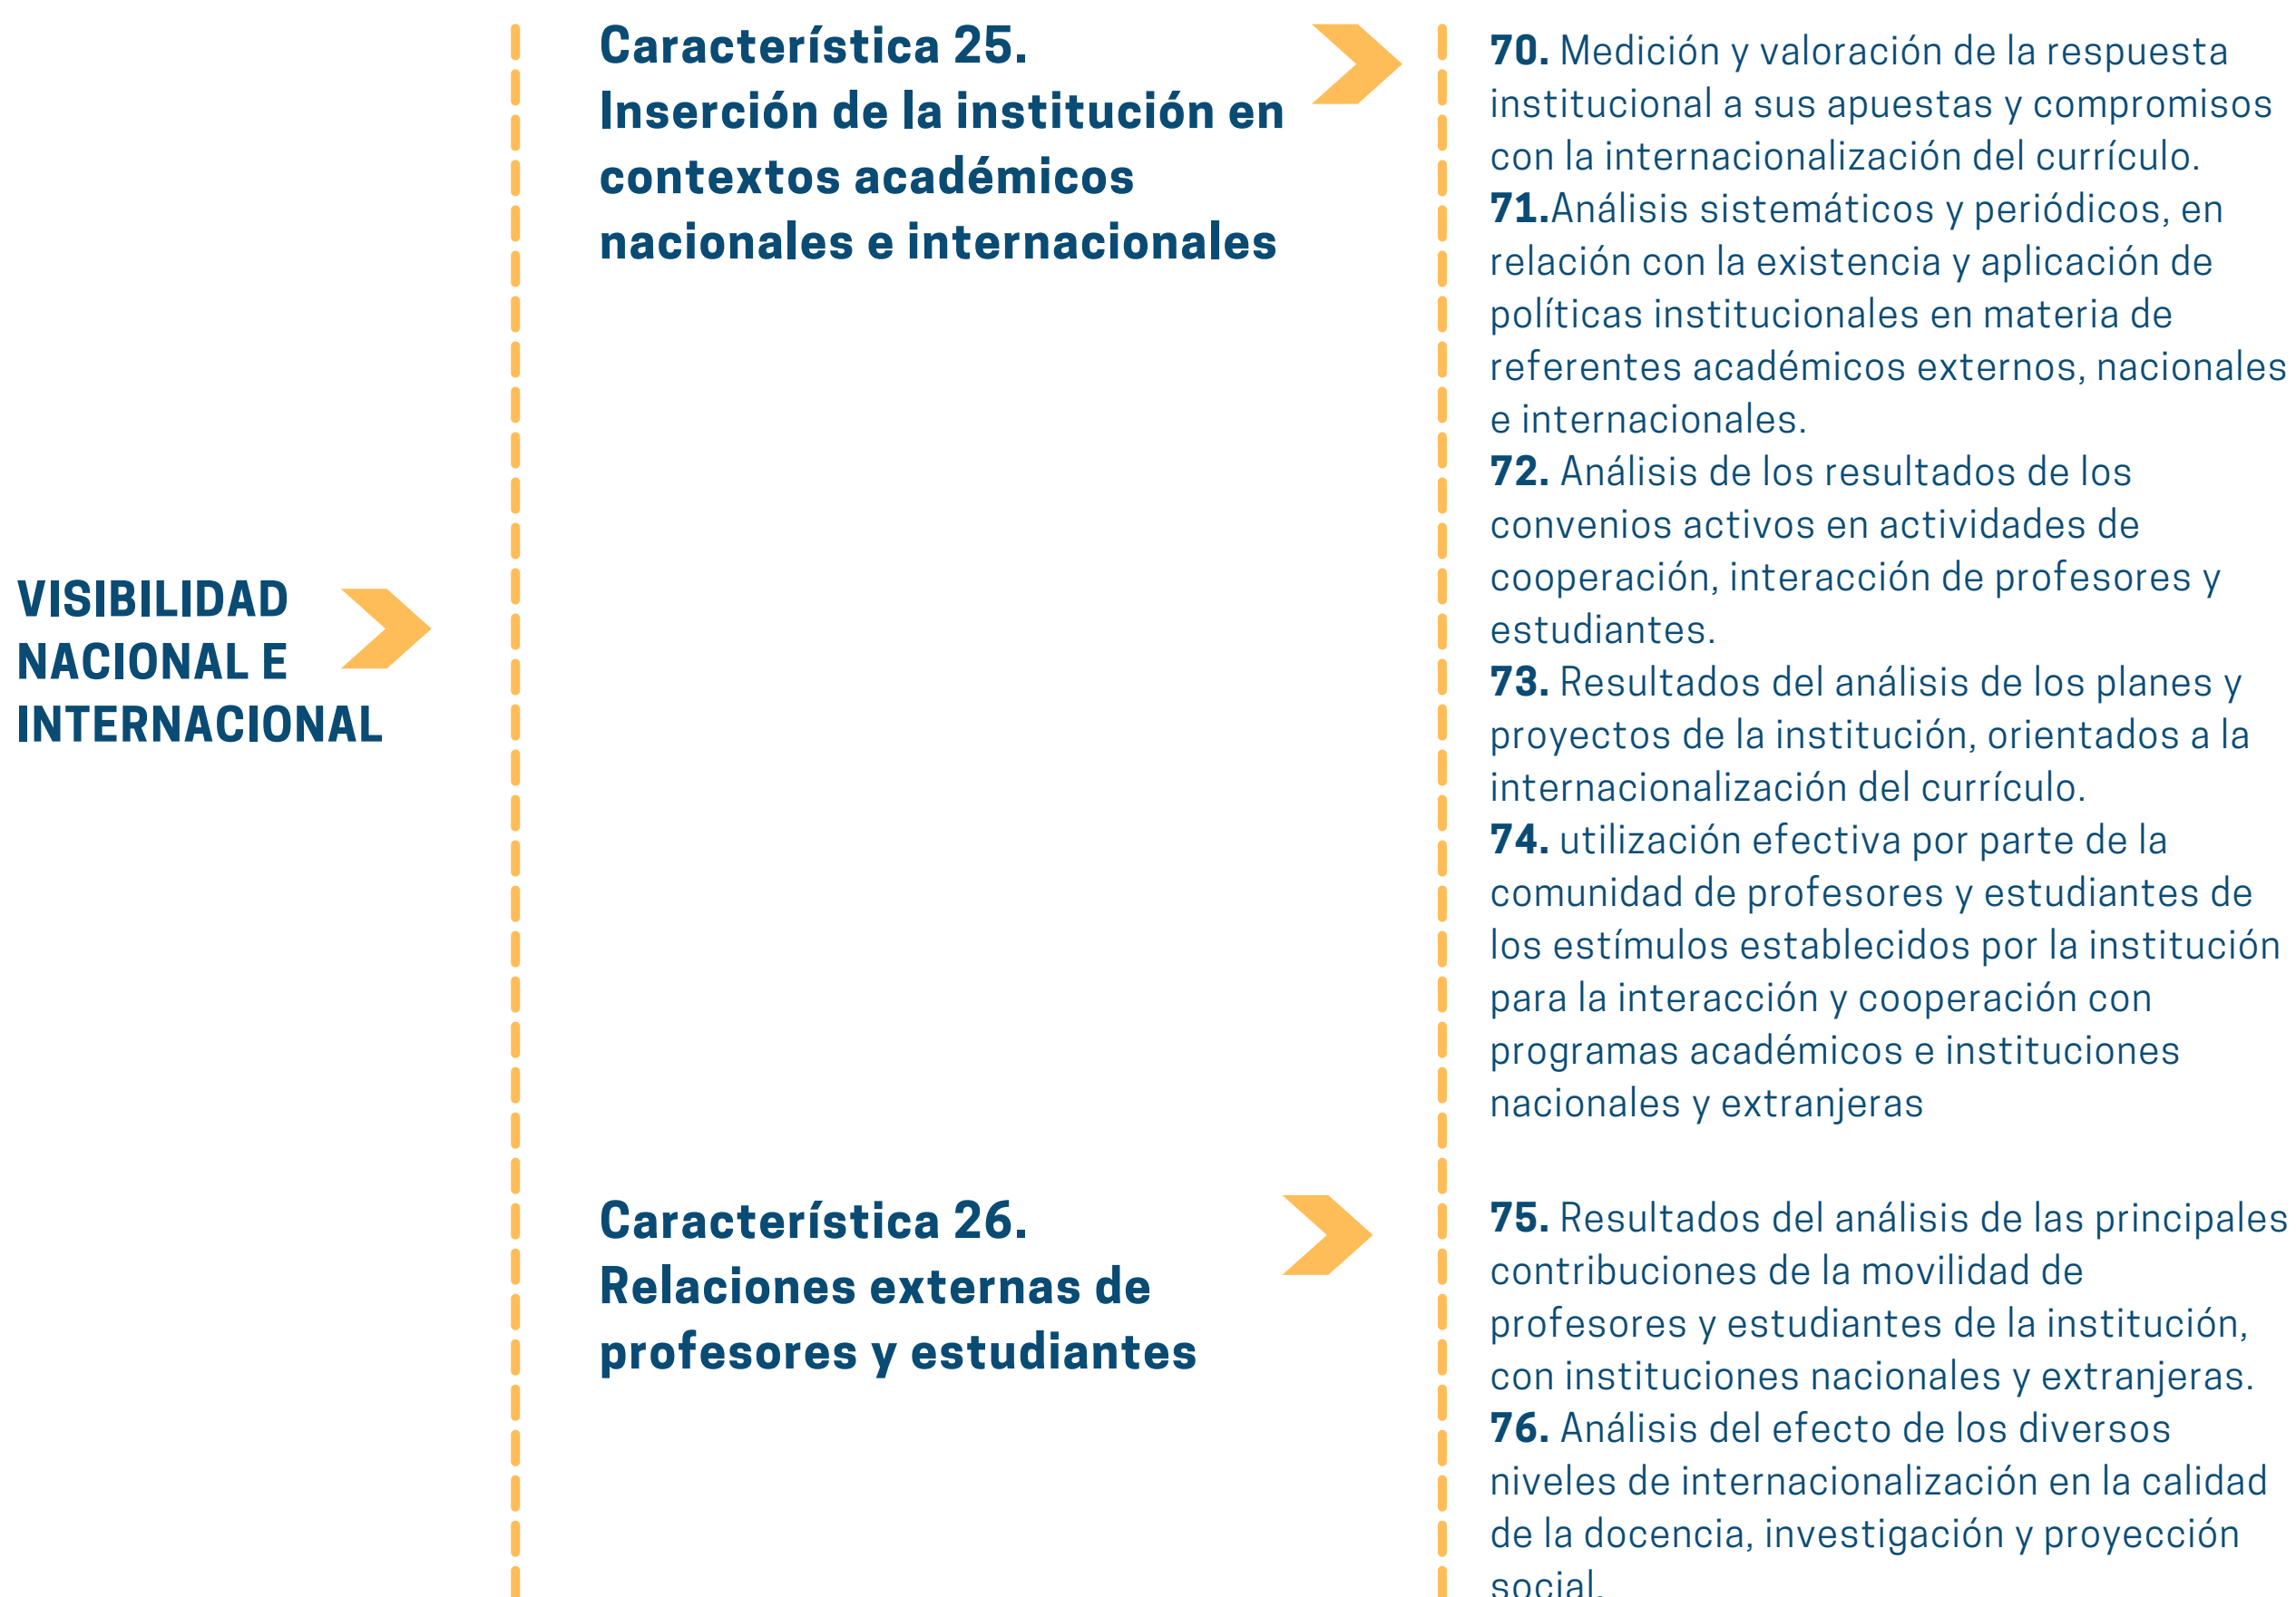 VISIBILIDAD
NACIONAL E
INTERNACIONAL
Característica 25.
Inserción de la institución en
contextos académicos
nacionales e internacionales
70. Medición y valoración de la respuesta
institucional a sus apuestas y compromisos
con la internacionalización del currículo.
71.Análisis sistemáticos y periódicos, en
relación con la existencia y aplicación de
políticas institucionales en materia de
referentes académicos externos, nacionales
e internacionales.
72. Análisis de los resultados de los
convenios activos en actividades de
cooperación, interacción de profesores y
estudiantes.
73. Resultados del análisis de los planes y
proyectos de la institución, orientados a la
internacionalización del currículo.
74. utilización efectiva por parte de la
comunidad de profesores y estudiantes de
los estímulos establecidos por la institución
para la interacción y cooperación con
programas académicos e instituciones
nacionales y extranjeras
Característica 26.
Relaciones externas de
profesores y estudiantes
75. Resultados del análisis de las principales
contribuciones de la movilidad de
profesores y estudiantes de la institución,
con instituciones nacionales y extranjeras.
76. Análisis del efecto de los diversos
niveles de internacionalización en la calidad
de la docencia, investigación y proyección
social.